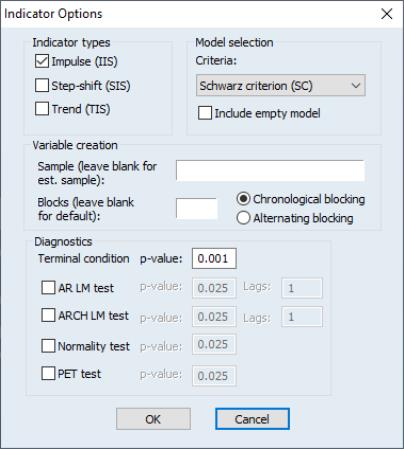 Indicator Options
Indicator types
Impulse (IIS)
Step-shift (SIS)
Trend (TIS)
Model selection
Criteria:
Schwarz criterion (SC)
Include empty model
Variable creation
Sample (leave blank for
est. sample):
Blocks (leave blank
for default):
Chronological blocking
Alternating blocking
Diagnostics
Terminal condition p-value: 0.001
AR LM test p-value: 0.025 Lags: 1
ARCH LM test p-value: 0.025 Lags: 1
Normality test p-value: 0.025
PET test p-value: 0.025
OK Cancel